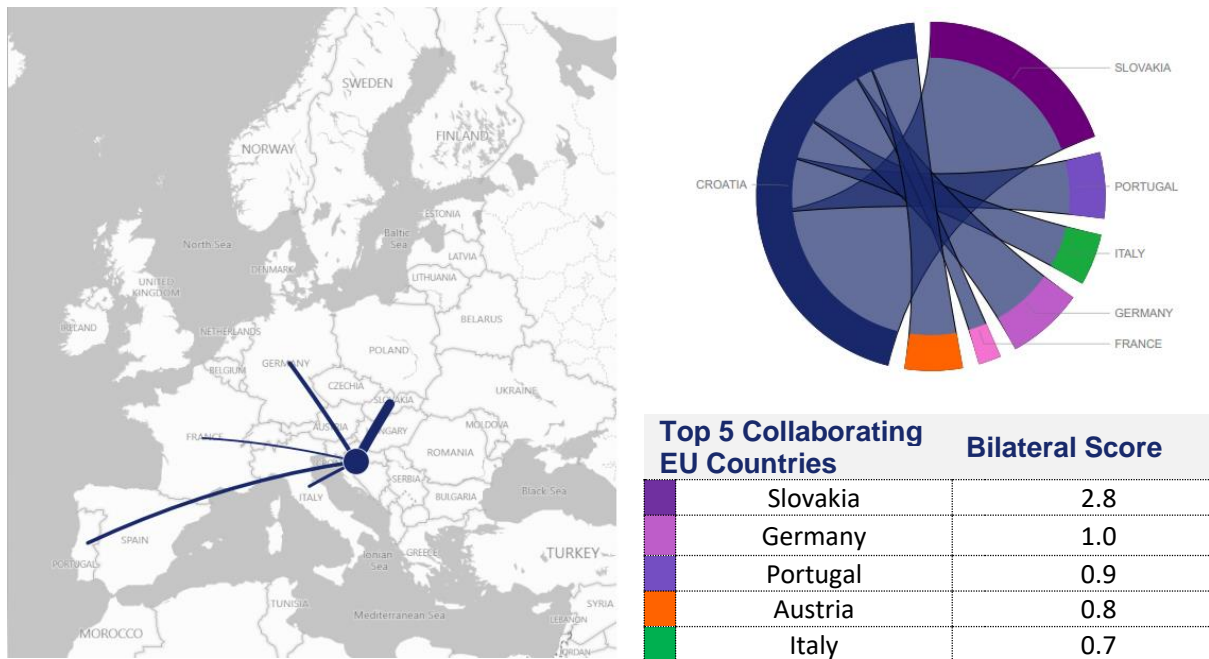 SWEDEN
FINLAND
NORWAY
ESTONIA
North Sea
Baltic
Sea
LATVIA
DENMARK
LITHUANIA
UNITED
KINGDOM
IRELAND
BELARUS
NETHERLANDS
POLAND
GERMANY
BELGIUM
CZECHIA
UKRAINE
SLOVAKIA
AUSTRIA
HUNGARY
MOLDOVA
FRANCE
ROMANIA
SERBIA
ITALY
BULGARIA
Black Sea
SPAIN
PORTUGAL
GREECE
TURKEY
Ionian
Sea
TUNISIA
Mediterranean Sea
SYRIA
LEBANON
MOROCCO
JORDAN
SLOVAKIA
CROATIA
PORTUGAL
ITALY
GERMANY
FRANCE
Top 5 Collaborating
EU Countries
Bilateral Score
Slovakia 2.8
Germany 1.0
Portugal 0.9
Austria 0.8
Italy 0.7